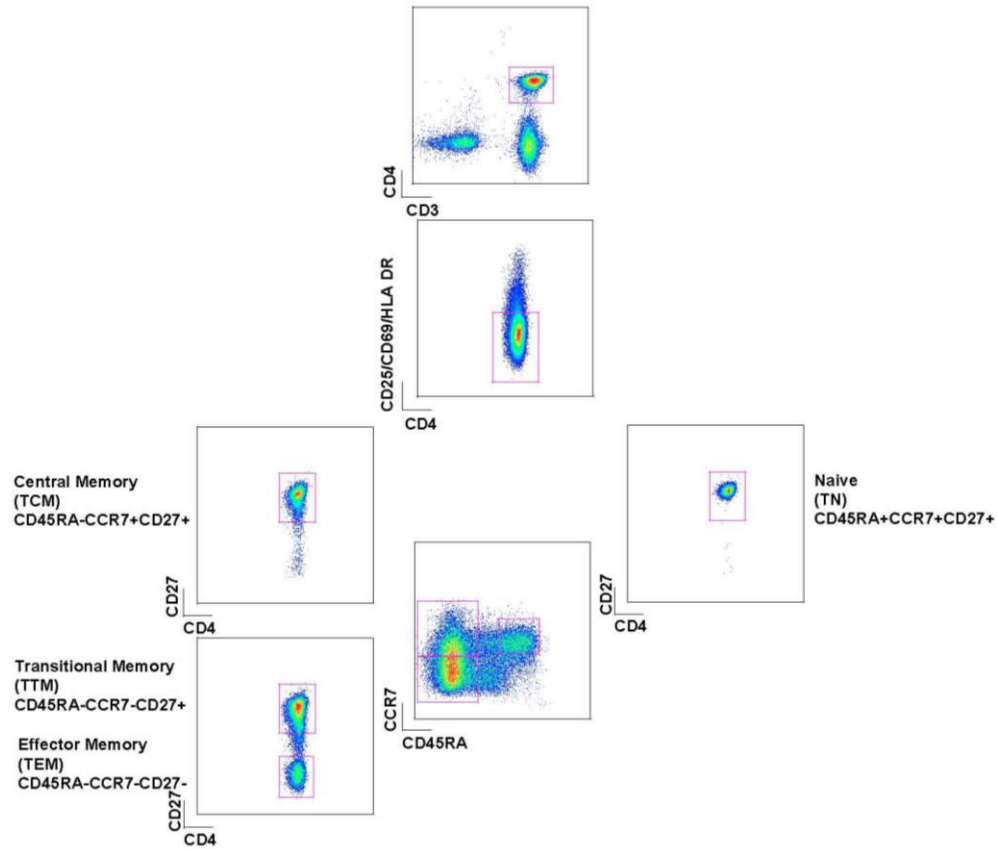 CD4
CD3
CD25/CD69/HLA DR
CD4
Central Memory
(TCM)
CD45RA-CCR7+CD27+
CD27
CD4
Naive
(TN)
CD45RA+CCR7+CD27+
CD27
CD4
CCR7
CD45RA
Transitional Memory
(TTM)
CD45RA-CCR7-CD27+
Effector Memory
(TEM)
CD45RA-CCR7-CD27-
CD27
CD4